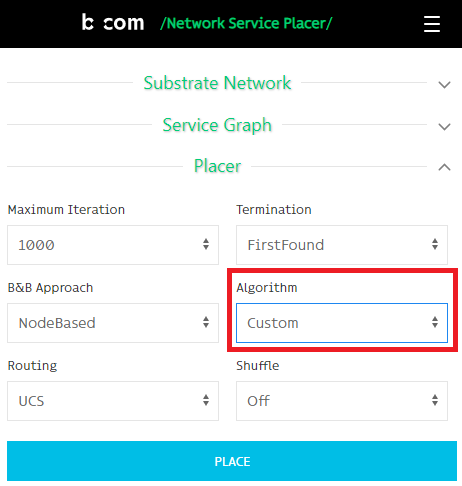 b com /Network Service Placer/
Substrate Network
Service Graph
Placer
Maximum Iteration Termination
1000 FirstFound
B&B Approach Algorithm
NodeBased Custom
Routing Shuffle
UCS Off
PLACE